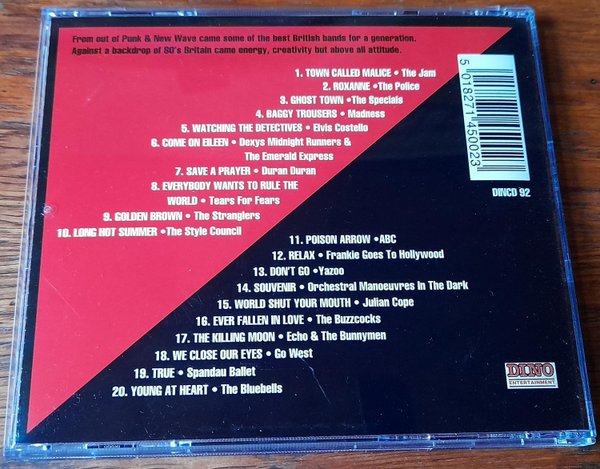 From out of Punk & New Wave came some of the best British bands for a generation.
Against a backdrop of 80's Britain came energy, creativity but above all attitude.
1. TOWN CALLED MALICE • The Jam
2. ROXANNE •The Police
3. GHOST TOWN •The Specials
4. BAGGY TROUSERS • Madness
5. WATCHING THE DETECTIVES • Elvis Costello
6. COME ON EILEEN • Dexys Midnight Runners &
The Emerald Express
7. SAVE A PRAYER • Duran Duran
8. EVERYBODY WANTS TO RULE THE
WORLD • Tears For Fears
9. GOLDEN BROWN • The Stranglers
10. LONG HOT SUMMER •The Style Council
5 018271 450023
DINCD 92
11. POISON ARROW •ABC
12. RELAX • Frankie Goes To Hollywood
13. DON'T GO •Yazoo
14. SOUVENIR • Orchestral Manoeuvres In The Dark
15. WORLD SHUT YOUR MOUTH • Julian Cope
16. EVER FALLEN IN LOVE • The Buzzcocks
17. THE KILLING MOON • Echo & The Bunnymen
18. WE CLOSE OUR EYES • Go West
19. TRUE • Spandau Ballet
20. YOUNG AT HEART • The Bluebells
DINO
ENTERTAINMENT